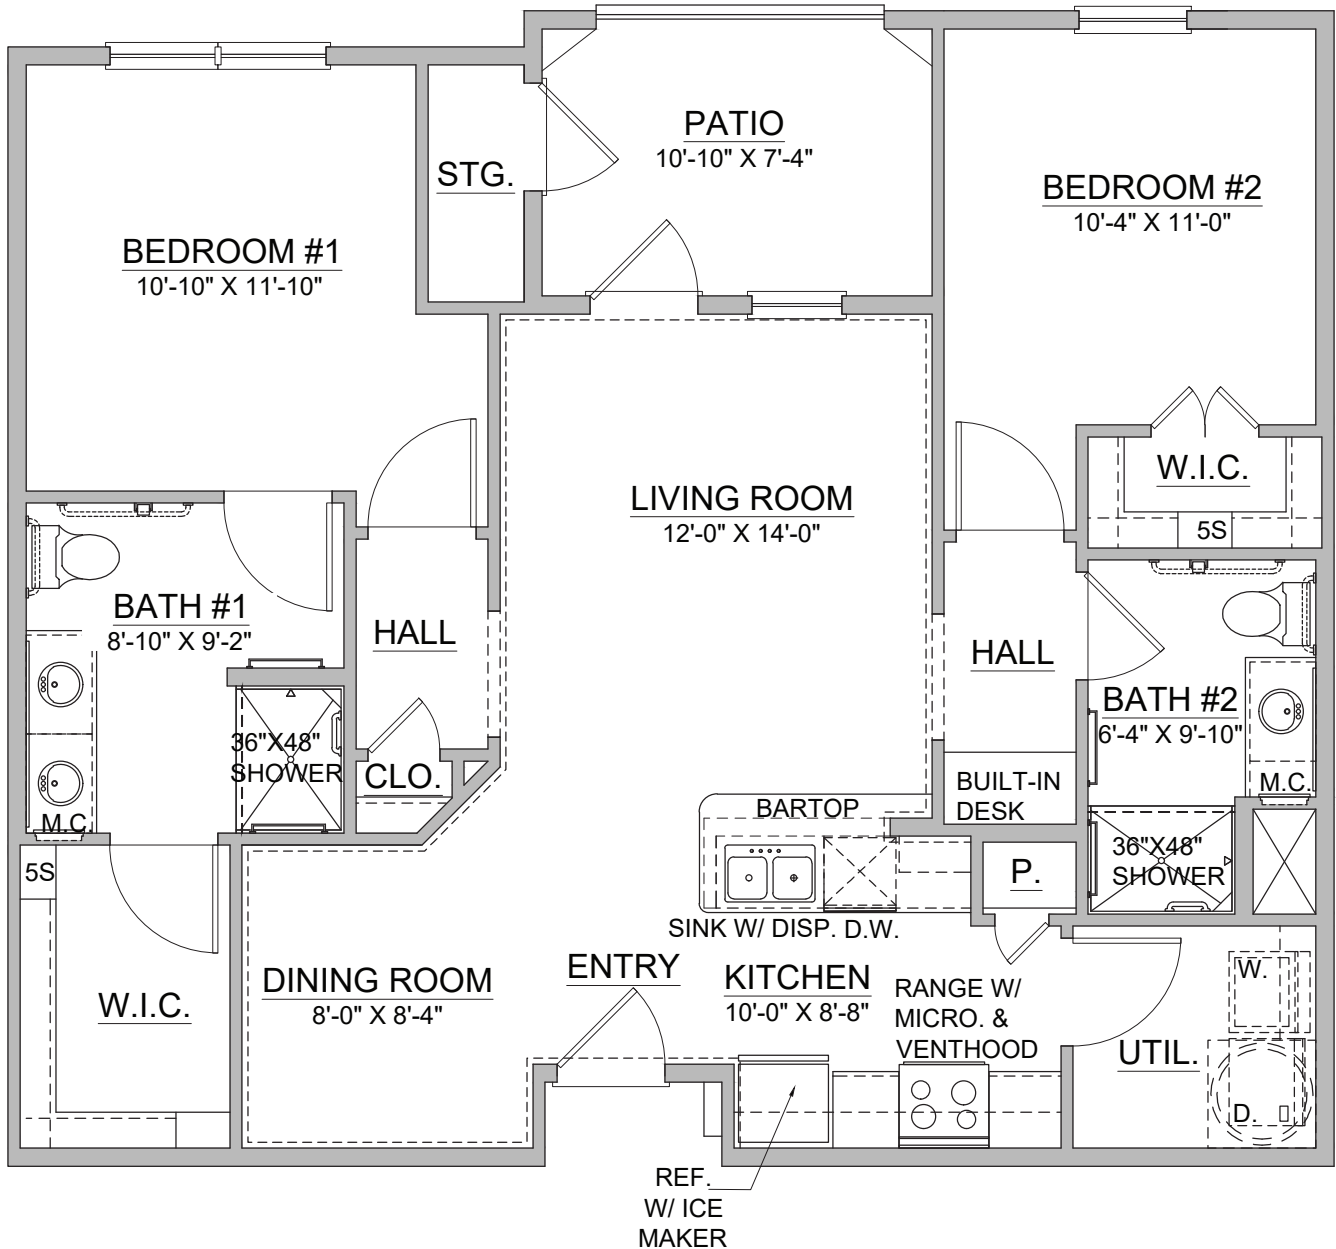 PATIO
10'-10" X 7'-4"
STG.
BEDROOM #2
10'-4" X 11'-0"
BEDROOM #1
10'-10" X 11'-10"
W.I.C.
5S
LIVING ROOM
12'-0" X 14'-0"
BATH #1
8'-10" X 9'-2"
HALL
HALL
BATH #2
6'-4" X 9'-10"
36"X48"
SHOWER
CLO.
M.C.
BUILT-IN
DESK
M.C.
BARTOP
36"X48"
SHOWER
P.
5S
SINK W/ DISP. D.W.
DINING ROOM
8'-0" X 8'-4"
ENTRY
KITCHEN
10'-0" X 8'-8"
RANGE W/
MICRO. &
VENTHOOD
W.
W.I.C.
UTIL.
D.
REF.
W/ ICE
MAKER